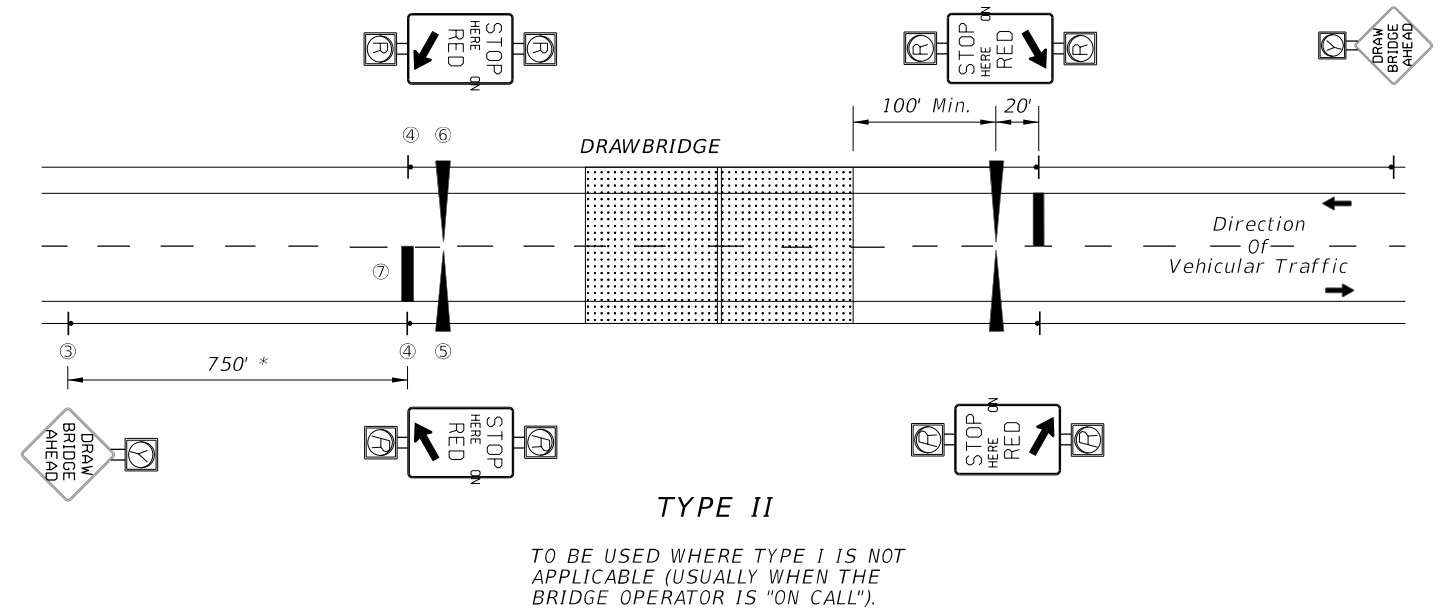 R
STOP
HERE ON
RED
R
R
STOP
HERE ON
RED
R
Y
DRAW
BRIDGE
AHEAD
100' Min.
20'
④ ⑥
DRAWBRIDGE
Direction
Of
Vehicular Traffic
⑦
③ ④ ⑤
750' *
DRAW
BRIDGE
AHEAD
Y
R
STOP
HERE ON
RED
R
R
STOP
HERE ON
RED
R
TYPE II
TO BE USED WHERE TYPE I IS NOT
APPLICABLE (USUALLY WHEN THE
BRIDGE OPERATOR IS "ON CALL").